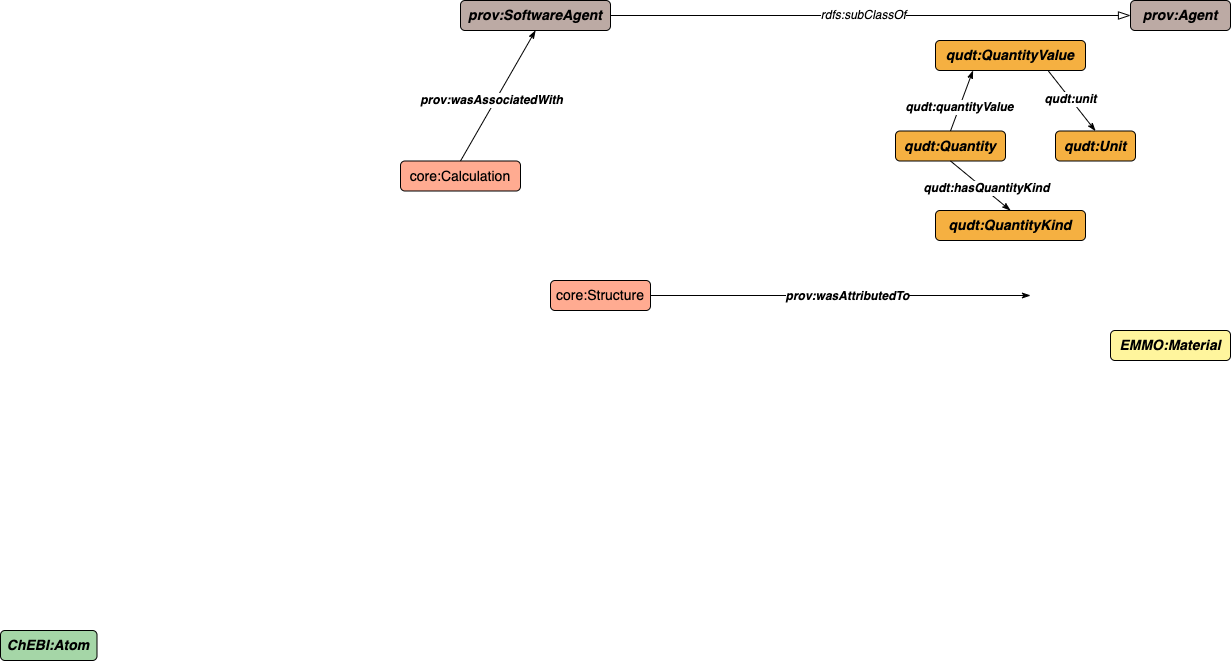 prov:SoftwareAgent
rdfs:subClassOf
prov:Agent
qudt:QuantityValue
prov:wasAssociatedWith
qudt:quantityValue
qudt:unit
qudt:Quantity
qudt:Unit
core:Calculation
qudt:hasQuantityKind
qudt:QuantityKind
core:Structure
prov:wasAttributedTo
EMMO:Material
ChEBI:Atom